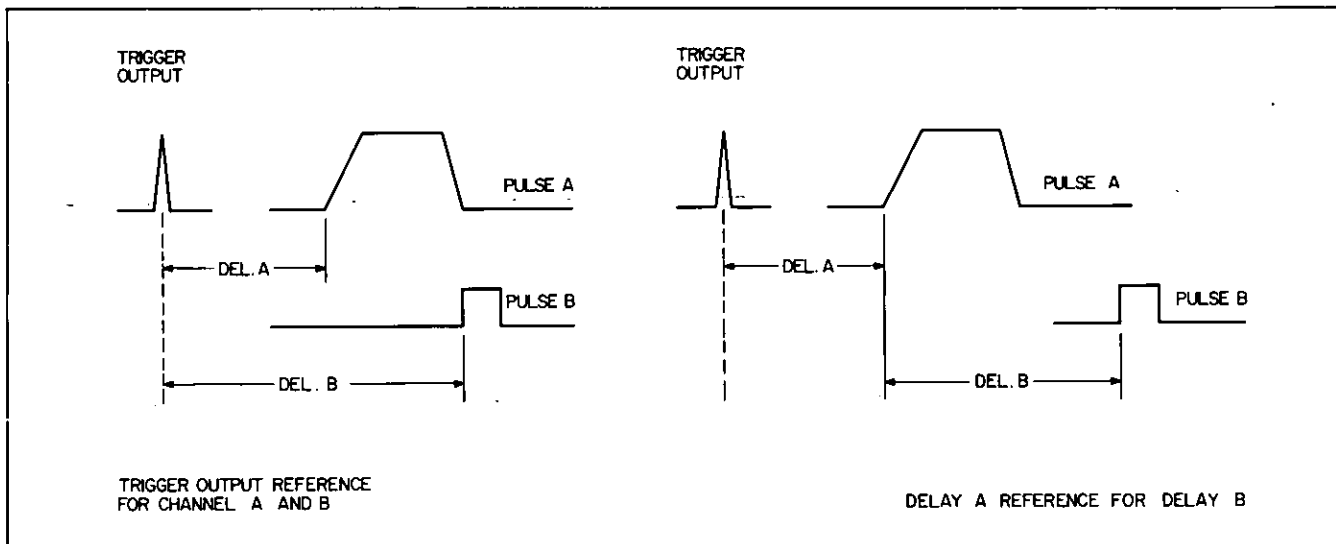 TRIGGER
OUTPUT
PULSE A
DEL. A
PULSE B
DEL. B
TRIGGER OUTPUT REFERENCE
FOR CHANNEL A AND B
TRIGGER
OUTPUT
PULSE A
DEL. A
PULSE B
DEL. B
DELAY A REFERENCE FOR DELAY B